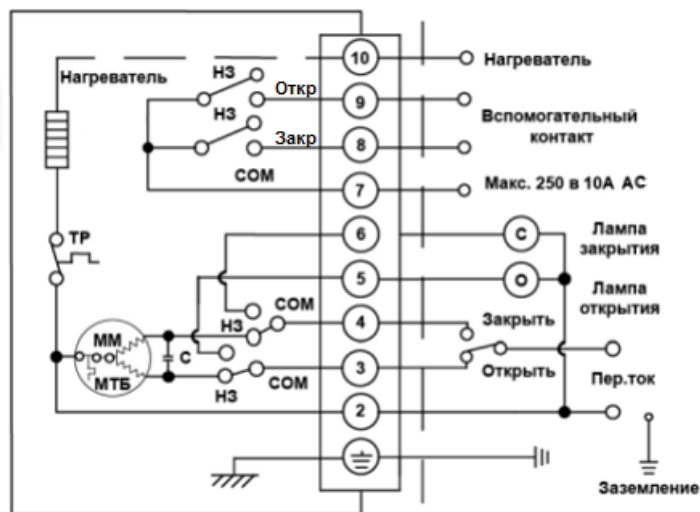 10
Нагреватель
НЗ
Нагреватель
Откр
9
НЗ
Вспомогательный
контакт
Закр
8
COM
7
Макс. 250 в 10А AC
6
C
Лампа
закрытия
ТР
5
O
Лампа
открытия
COM
4
Закрыть
НЗ
ММ
C
МТБ
COM
3
Открыть
Пер.ток
НЗ
2
Заземление